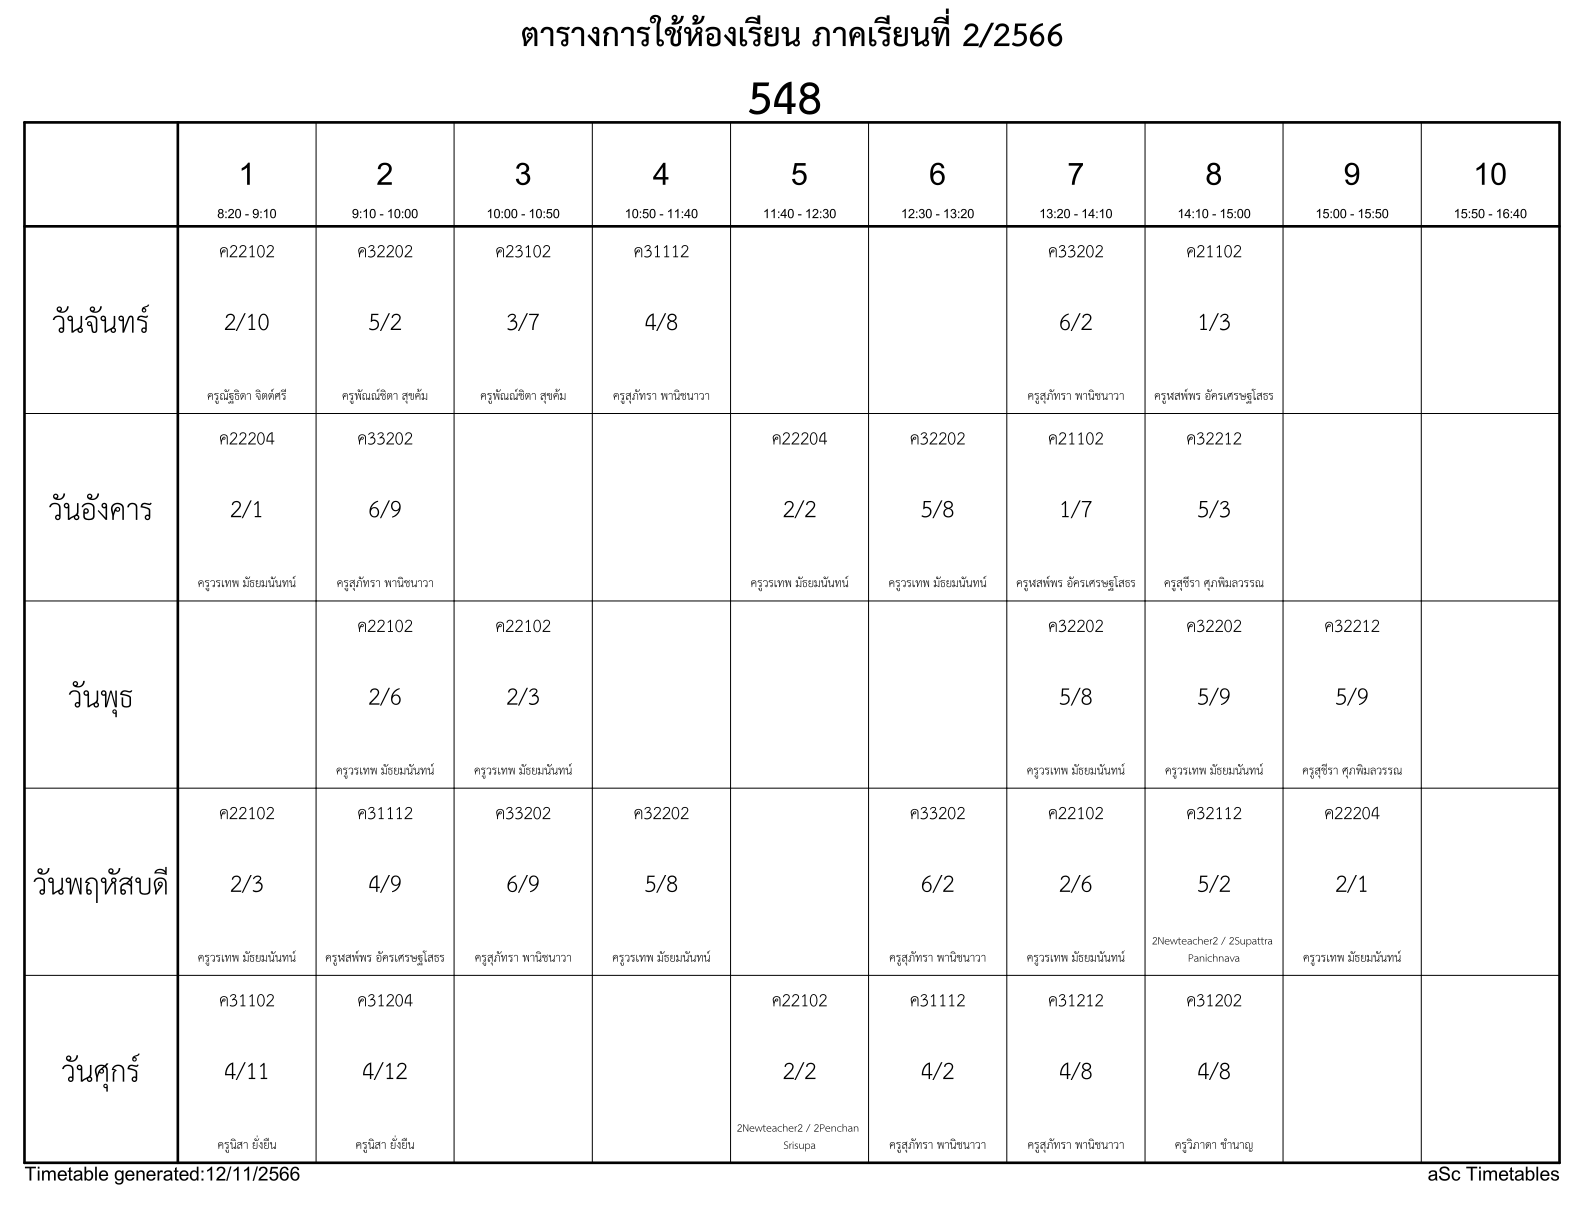 ตารางการใช้ห้องเรียน ภาคเรียนที่ 2/2566
548
1 2 3 4 5 6 7 8 9 10
8:20 - 9:10 9:10 - 10:00 10:00 - 10:50 10:50 - 11:40 11:40 - 12:30 12:30 - 13:20 13:20 - 14:10 14:10 - 15:00 15:00 - 15:50 15:50 - 16:40
ค22102 ค32202 ค23102 ค31112 ค33202 ค21102
วันจันทร์ 2/10 5/2 3/7 4/8 6/2 1/3
ครูณัฐธิดา จิตต์ศรี ครูพัณณ์ชิตา สุขค้ม ครูพัณณ์ชิตา สุขค้ม ครูสุภัทรา พานิชนาวา ครูสุภัทรา พานิชนาวา ครูฬสพ์พร อัครเศรษฐโสธร
ค22204 ค33202 ค22204 ค32202 ค21102 ค32212
วันอังคาร 2/1 6/9 2/2 5/8 1/7 5/3
ครูวรเทพ มัธยมนันทน์ ครูสุภัทรา พานิชนาวา ครูวรเทพ มัธยมนันทน์ ครูวรเทพ มัธยมนันทน์ ครูฬสพ์พร อัครเศรษฐโสธร ครูสุชีรา ศุภพิมลวรรณ
ค22102 ค22102 ค32202 ค32202 ค32212
วันพุธ 2/6 2/3 5/8 5/9 5/9
ครูวรเทพ มัธยมนันทน์ ครูวรเทพ มัธยมนันทน์ ครูวรเทพ มัธยมนันทน์ ครูวรเทพ มัธยมนันทน์ ครูสุชีรา ศุภพิมลวรรณ
ค22102 ค31112 ค33202 ค32202 ค33202 ค22102 ค32112 ค22204
วันพฤหัสบดี 2/3 4/9 6/9 5/8 6/2 2/6 5/2 2/1
ครูวรเทพ มัธยมนันทน์ ครูฬสพ์พร อัครเศรษฐโสธร ครูสุภัทรา พานิชนาวา ครูวรเทพ มัธยมนันทน์ ครูสุภัทรา พานิชนาวา ครูวรเทพ มัธยมนันทน์ 2Newteacher2 / 2Supattra Panichnava ครูวรเทพ มัธยมนันทน์
ค31102 ค31204 ค22102 ค31112 ค31212 ค31202
วันศุกร์ 4/11 4/12 2/2 4/2 4/8 4/8
ครูนิสา ยั่งยืน ครูนิสา ยั่งยืน 2Newteacher2 / 2Penchan Srisupa ครูสุภัทรา พานิชนาวา ครูสุภัทรา พานิชนาวา ครูวิภาดา ชำนาญ
Timetable generated:12/11/2566 aSc Timetables